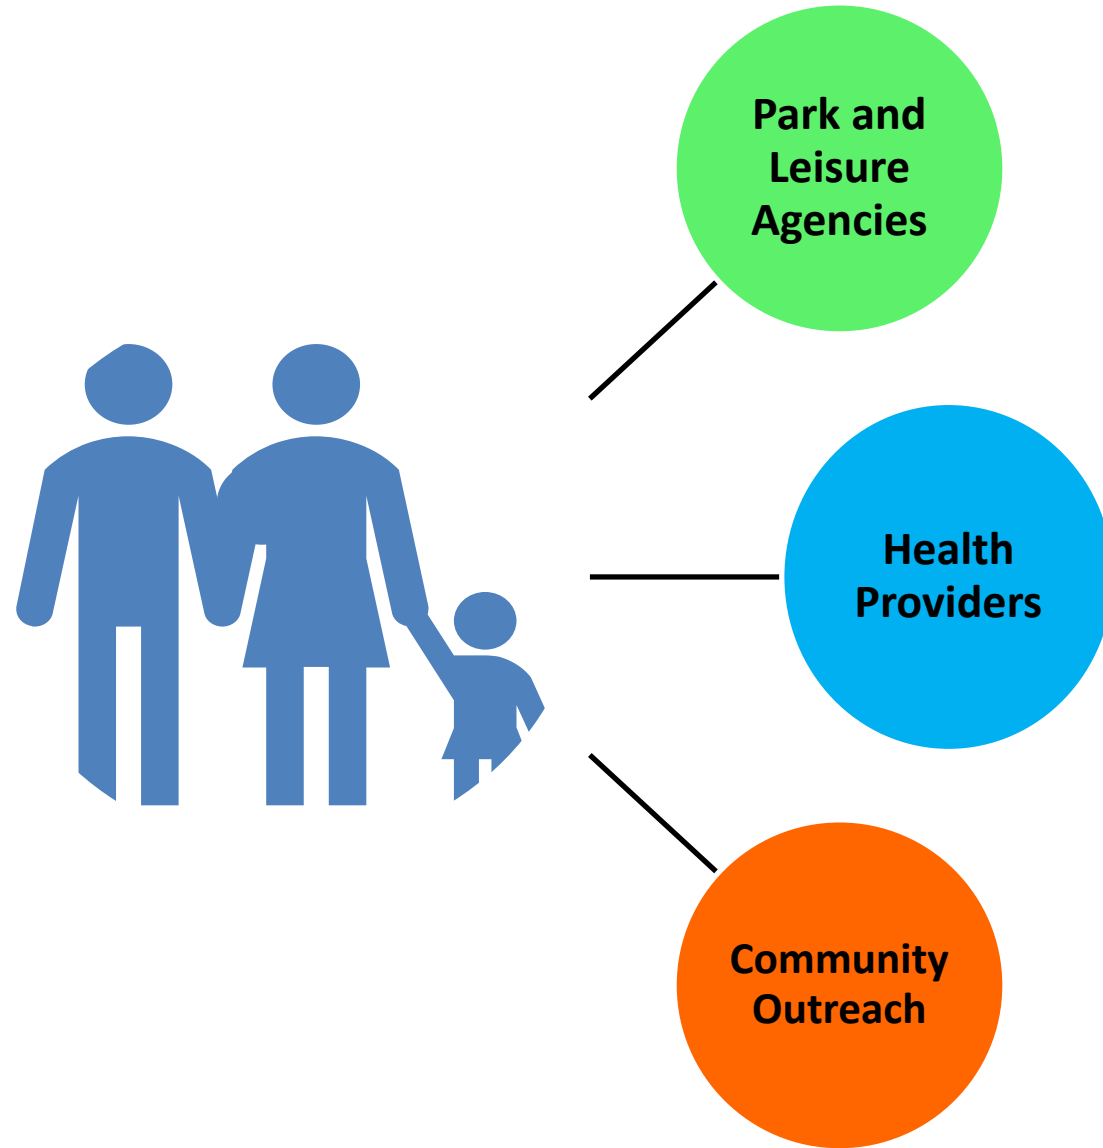 Park and
Leisure
Agencies
Health
Providers
Community
Outreach